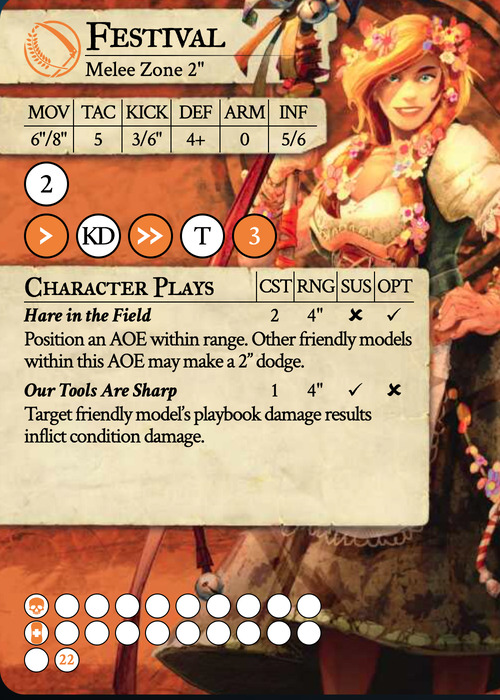 FESTIVAL
Melee Zone 2"
MOV TAC KICK DEF ARM INF
6"/8" 5 3/6" 4+ 0 5/6
2
> KD >> T 3
CHARACTER PLAYS CST RNG SUS OPT
Hare in the Field 2 4" ✘ ✓
Position an AOE within range. Other friendly models
within this AOE may make a 2” dodge.
Our Tools Are Sharp 1 4" ✓ ✘
Target friendly model’s playbook damage results
inflict condition damage.
22